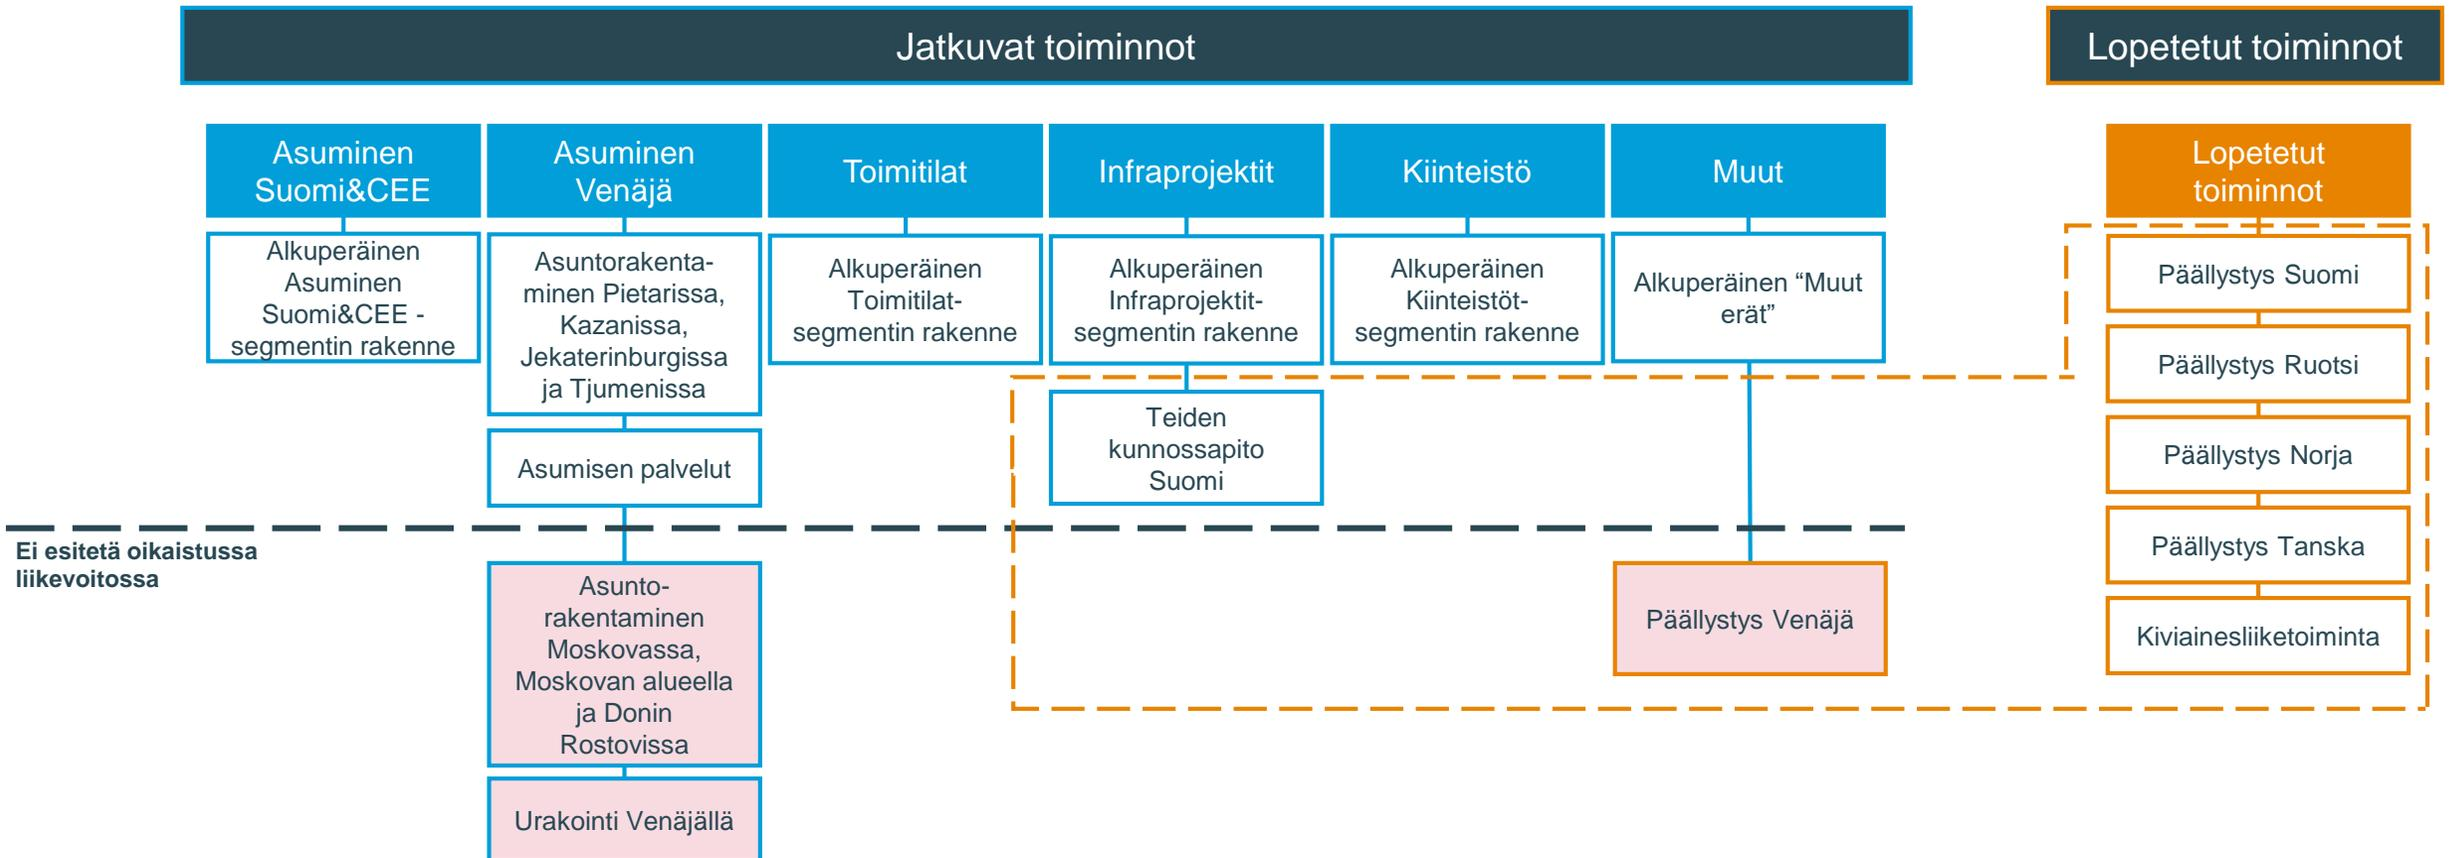 Jatkuvat toiminnot
Lopetetut toiminnot
Asuminen
Suomi&CEE
Asuminen
Venäjä
Toimitilat
Infraprojektit
Kiinteistö
Muut
Lopetetut
toiminnot
Alkuperäinen
Asuminen
Suomi&CEE -
segmentin rakenne
Asuntorakenta-
minen Pietarissa,
Kazanissa,
Jekaterinburgissa
ja Tjumenissa
Alkuperäinen
Toimitilat-
segmentin rakenne
Alkuperäinen
Infraprojektit-
segmentin rakenne
Alkuperäinen
Kiinteistöt-
segmentin rakenne
Alkuperäinen “Muut
erät”
Päällystys Suomi
Päällystys Ruotsi
Päällystys Norja
Päällystys Tanska
Kiviainesliiketoiminta
Asumisen palvelut
Teiden
kunnossapito
Suomi
Ei esitetä oikaistussa
liikevoitossa
Asunto-
rakentaminen
Moskovassa,
Moskovan alueella
ja Donin
Rostovissa
Päällystys Venäjä
Urakointi Venäjällä